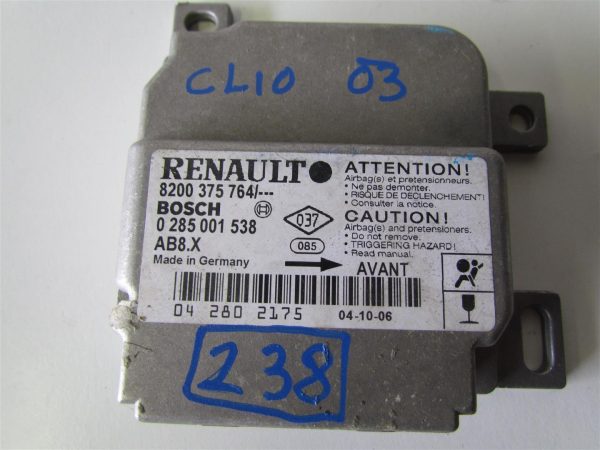 CLIO 03
RENAULT
8200 375 764/---
BOSCH
0 285 001 538
AB8.X
Made in Germany
037
085
ATTENTION!
Airbag(s) et pretensionneurs.
• Ne pas demonter.
• RISQUE DE DECLENCHEMENT!
• Consulter la notice.
CAUTION!
Airbag(s) and pretensioners.
• Do not remove.
• TRIGGERING HAZARD!
• Read manual.
AVANT
04 280 2175
04-10-06
238